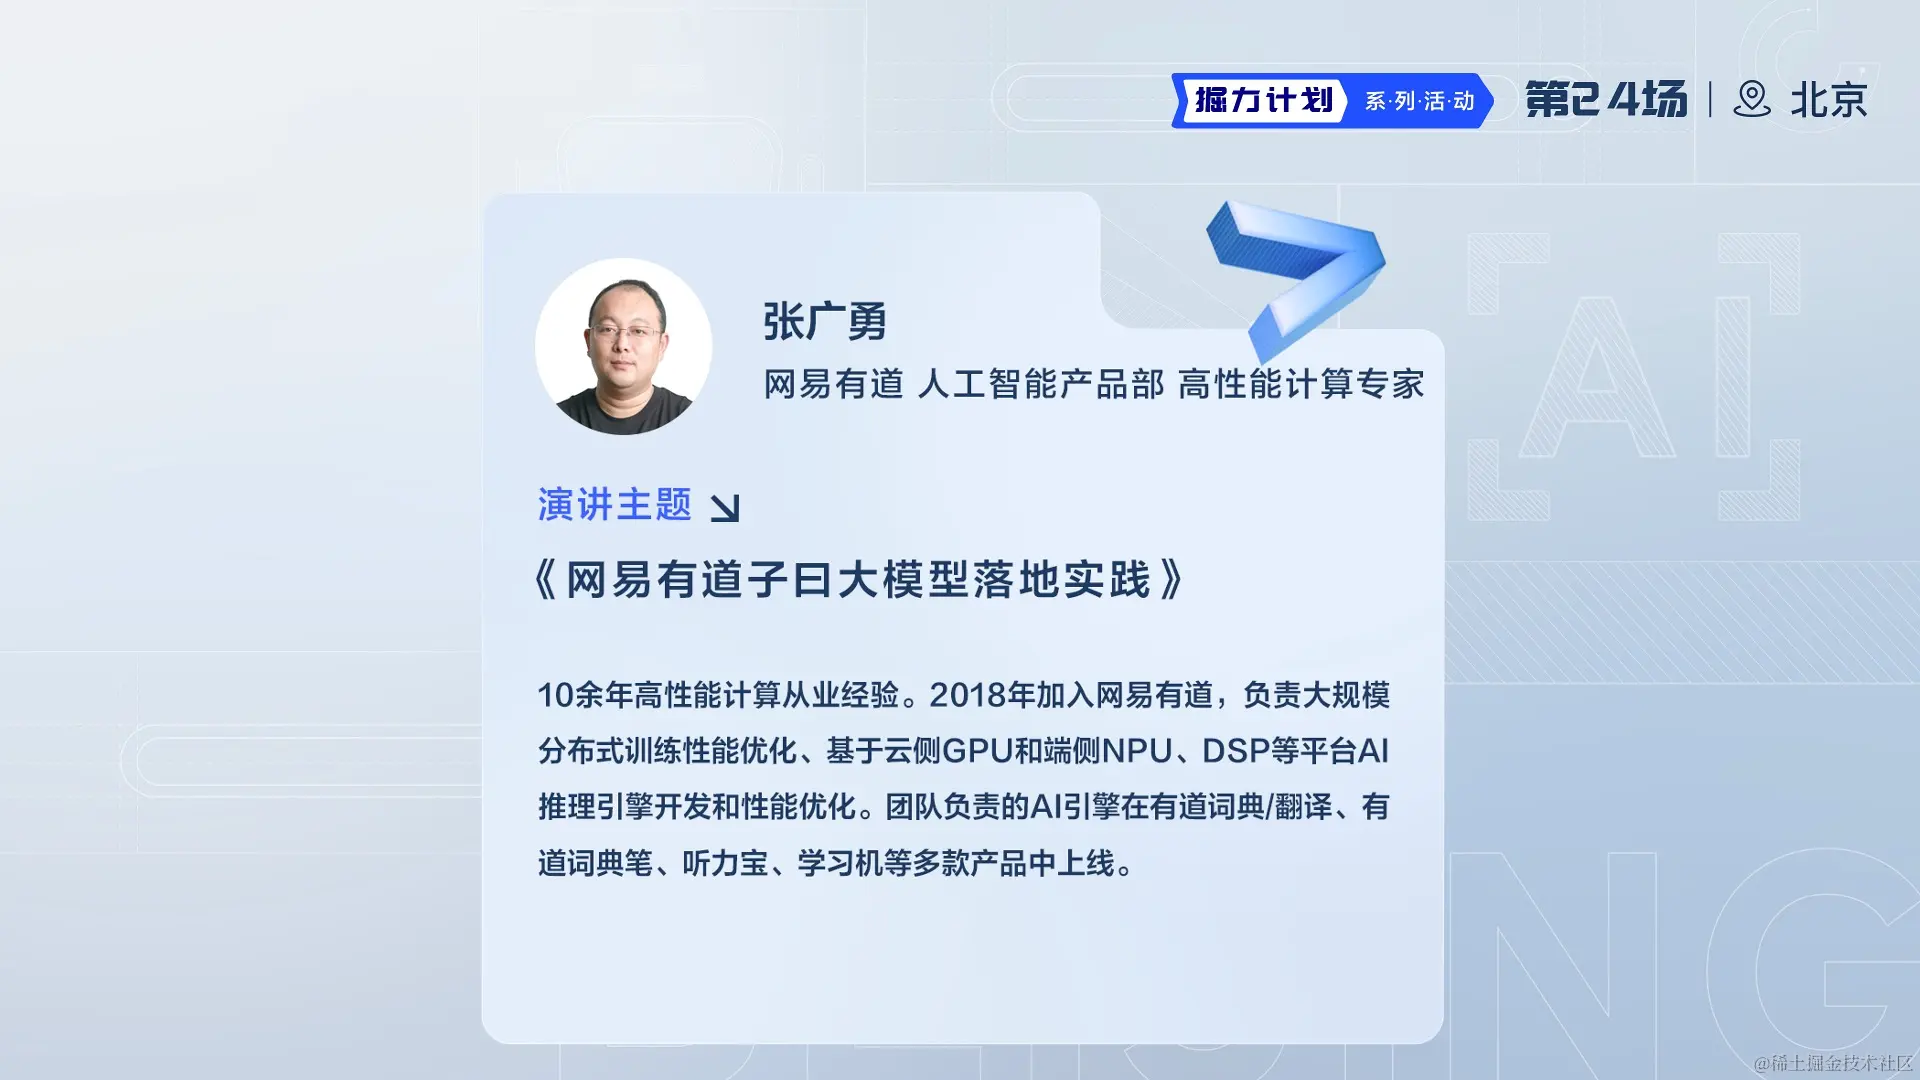 掘力计划 系·列·活·动 第24场 | 北京
张广勇
网易有道 人工智能产品部 高性能计算专家
AI
演讲主题
《网易有道子曰大模型落地实践》
10余年高性能计算从业经验。2018年加入网易有道，负责大规模
分布式训练性能优化、基于云侧GPU和端侧NPU、DSP等平台AI
推理引擎开发和性能优化。团队负责的AI引擎在有道词典/翻译、有
道词典笔、听力宝、学习机等多款产品中上线。
NG
@稀土掘金技术社区